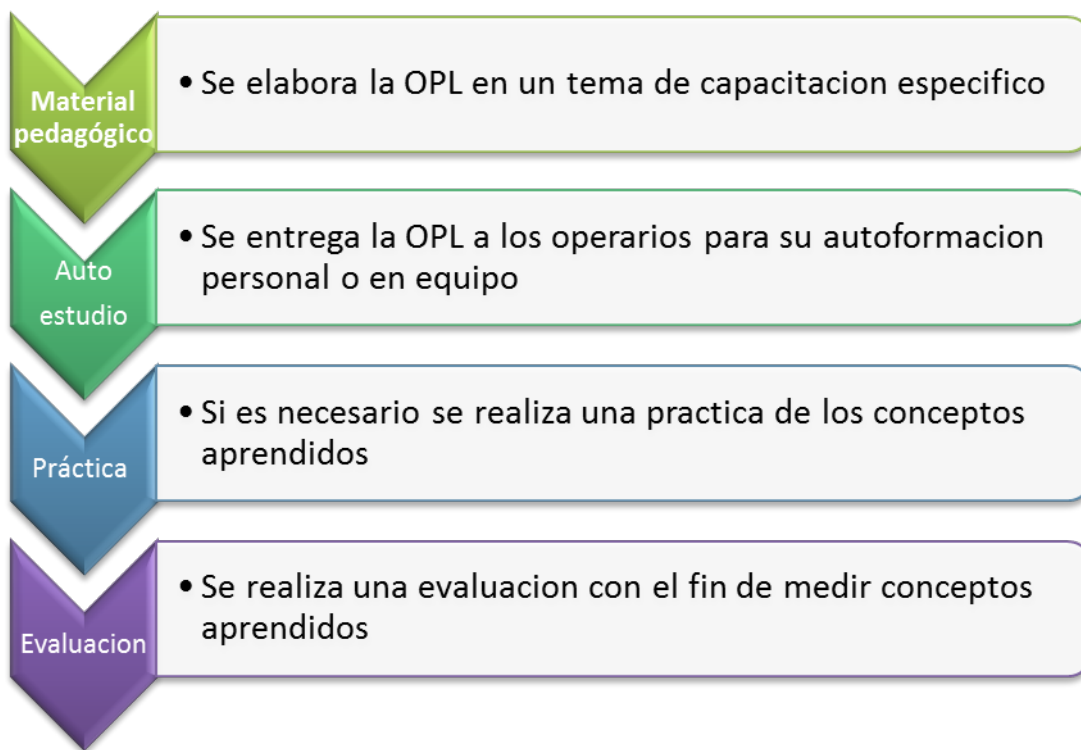 Material
pedagógico
• Se elabora la OPL en un tema de capacitacion especifico
Auto
estudio
• Se entrega la OPL a los operarios para su autoformacion
personal o en equipo
Práctica
• Si es necesario se realiza una practica de los conceptos
aprendidos
Evaluacion
• Se realiza una evaluacion con el fin de medir conceptos
aprendidos